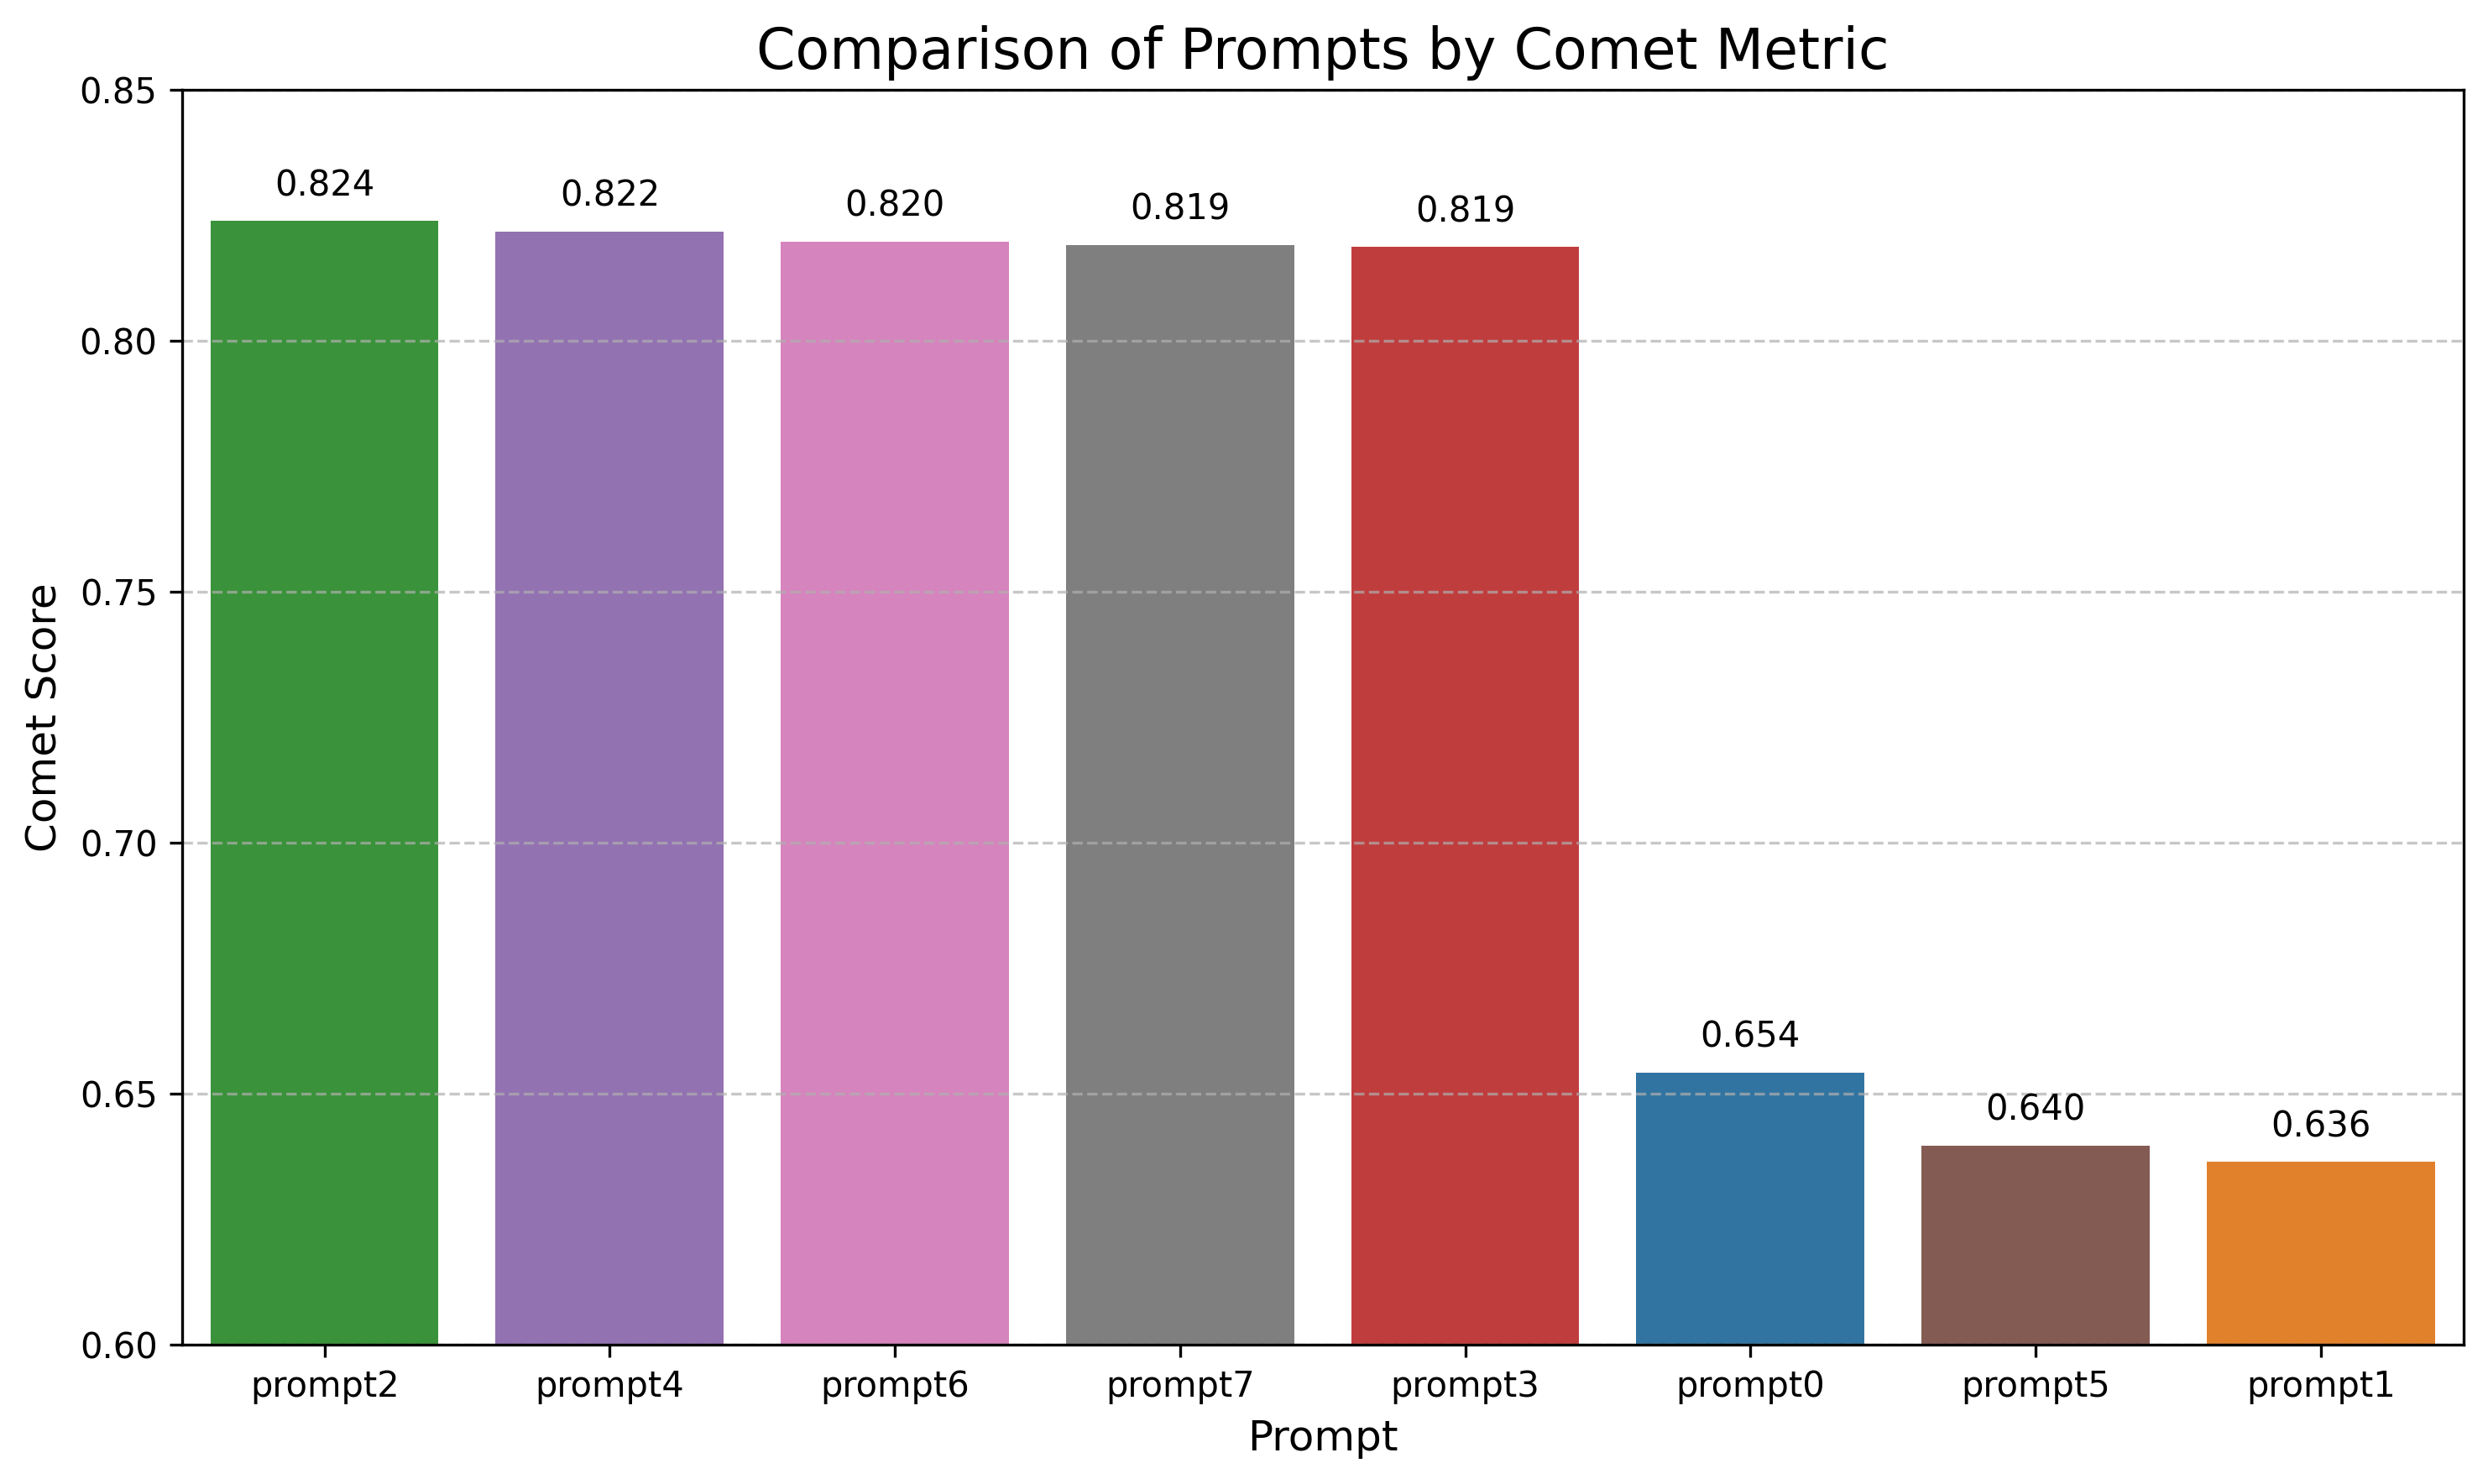 Comparison of Prompts by Comet Metric
0.85
0.80
0.75
0.70
0.65
0.60
Comet Score
0.824
0.822
0.820
0.819
0.819
0.654
0.640
0.636
prompt2
prompt4
prompt6
prompt7
prompt3
prompt0
prompt5
prompt1
Prompt